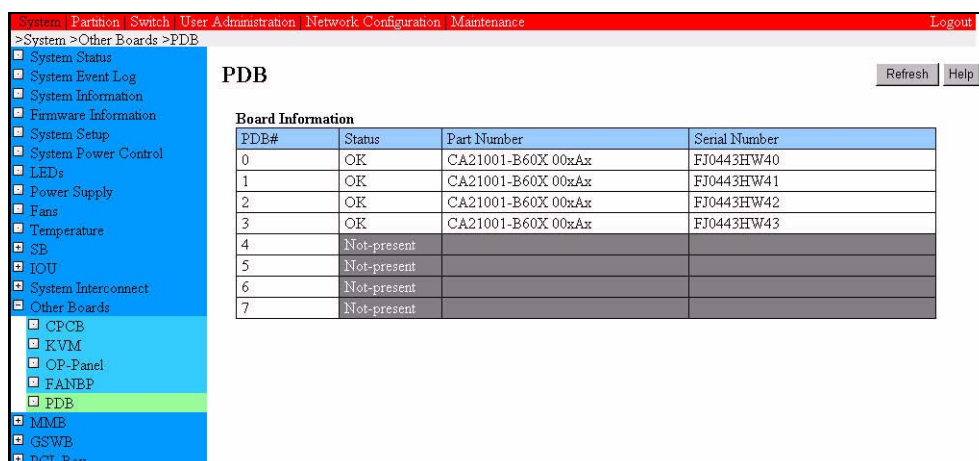 System | Partition | Switch | User Administration | Network Configuration | Maintenance Logout
>System >Other Boards >PDB
System Status
System Event Log
System Information
Firmware Information
System Setup
System Power Control
LEDs
Power Supply
Fans
Temperature
SB
IOU
System Interconnect
Other Boards
CPCB
KVM
OP-Panel
FANBP
PDB
MMB
GSWB
PDB
Refresh Help
Board Information
PDB# Status Part Number Serial Number
0 OK CA21001-B60X 00xAx FJ0443HW40
1 OK CA21001-B60X 00xAx FJ0443HW41
2 OK CA21001-B60X 00xAx FJ0443HW42
3 OK CA21001-B60X 00xAx FJ0443HW43
4 Not-present
5 Not-present
6 Not-present
7 Not-present